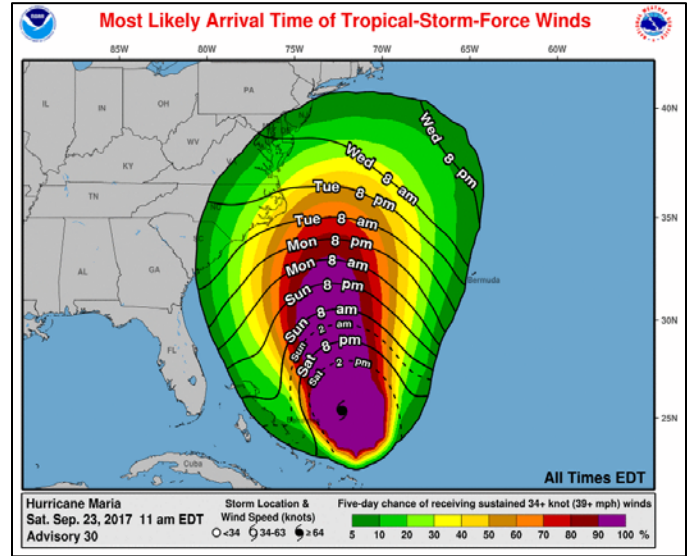 Most Likely Arrival Time of Tropical-Storm-Force Winds
85W 80W 75W 70W 65W 60W
PA
IL IN OH
40N
WV
KY
Wed 8 pm
Wed 8 am
TN
Tue 8 pm
35N
Tue 8 am
SC
Mon 8 pm
AL GA
Mon 8 am
Bermuda
Sun 8 pm
30N
Sun 8 am
Sun 2 am
FL
Sat 8 pm
Sat 2 pm
25N
Cuba
All Times EDT
Hurricane Maria
Sat. Sep. 23, 2017 11 am EDT
Advisory 30
Storm Location &
Wind Speed (knots)
<34 34-63 ≥ 64
Five-day chance of receiving sustained 34+ knot (39+ mph) winds
5 10 20 30 40 50 60 70 80 90 100 %